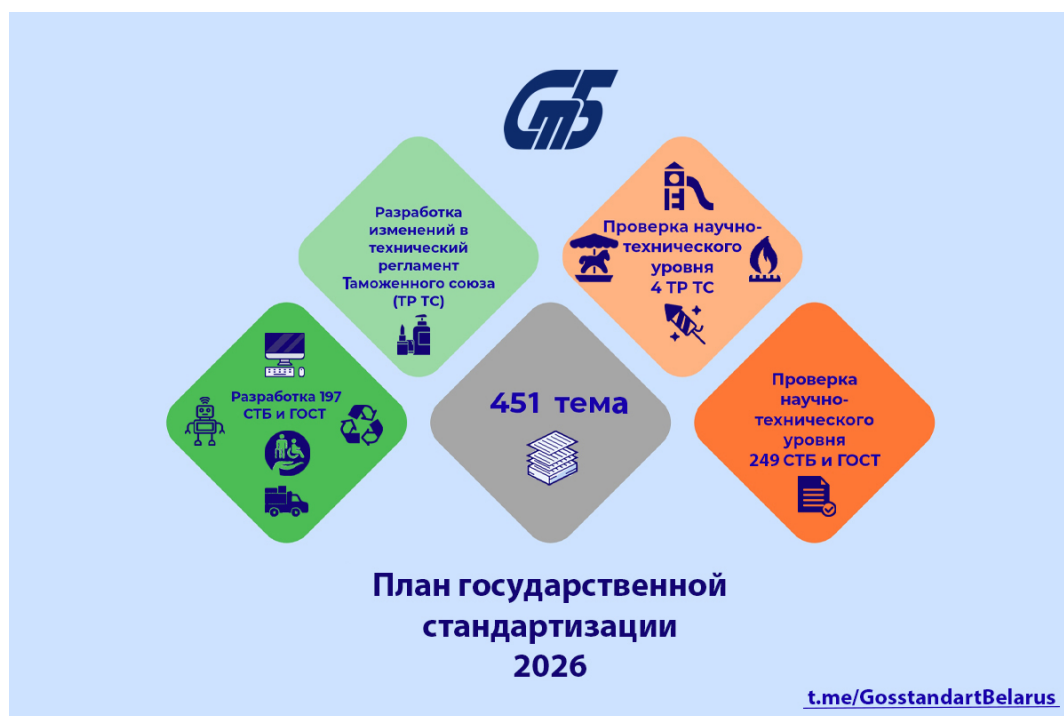 СтБ
Разработка
изменений в
технический
регламент
Таможенного союза
(ТР ТС)
Проверка научно-
технического
уровня
4 ТР ТС
Разработка 197
СТБ и ГОСТ
451 тема
Проверка
научно-
технического
уровня
249 СТБ и ГОСТ
План государственной
стандартизации
2026
t.me/GosstandartBelarus